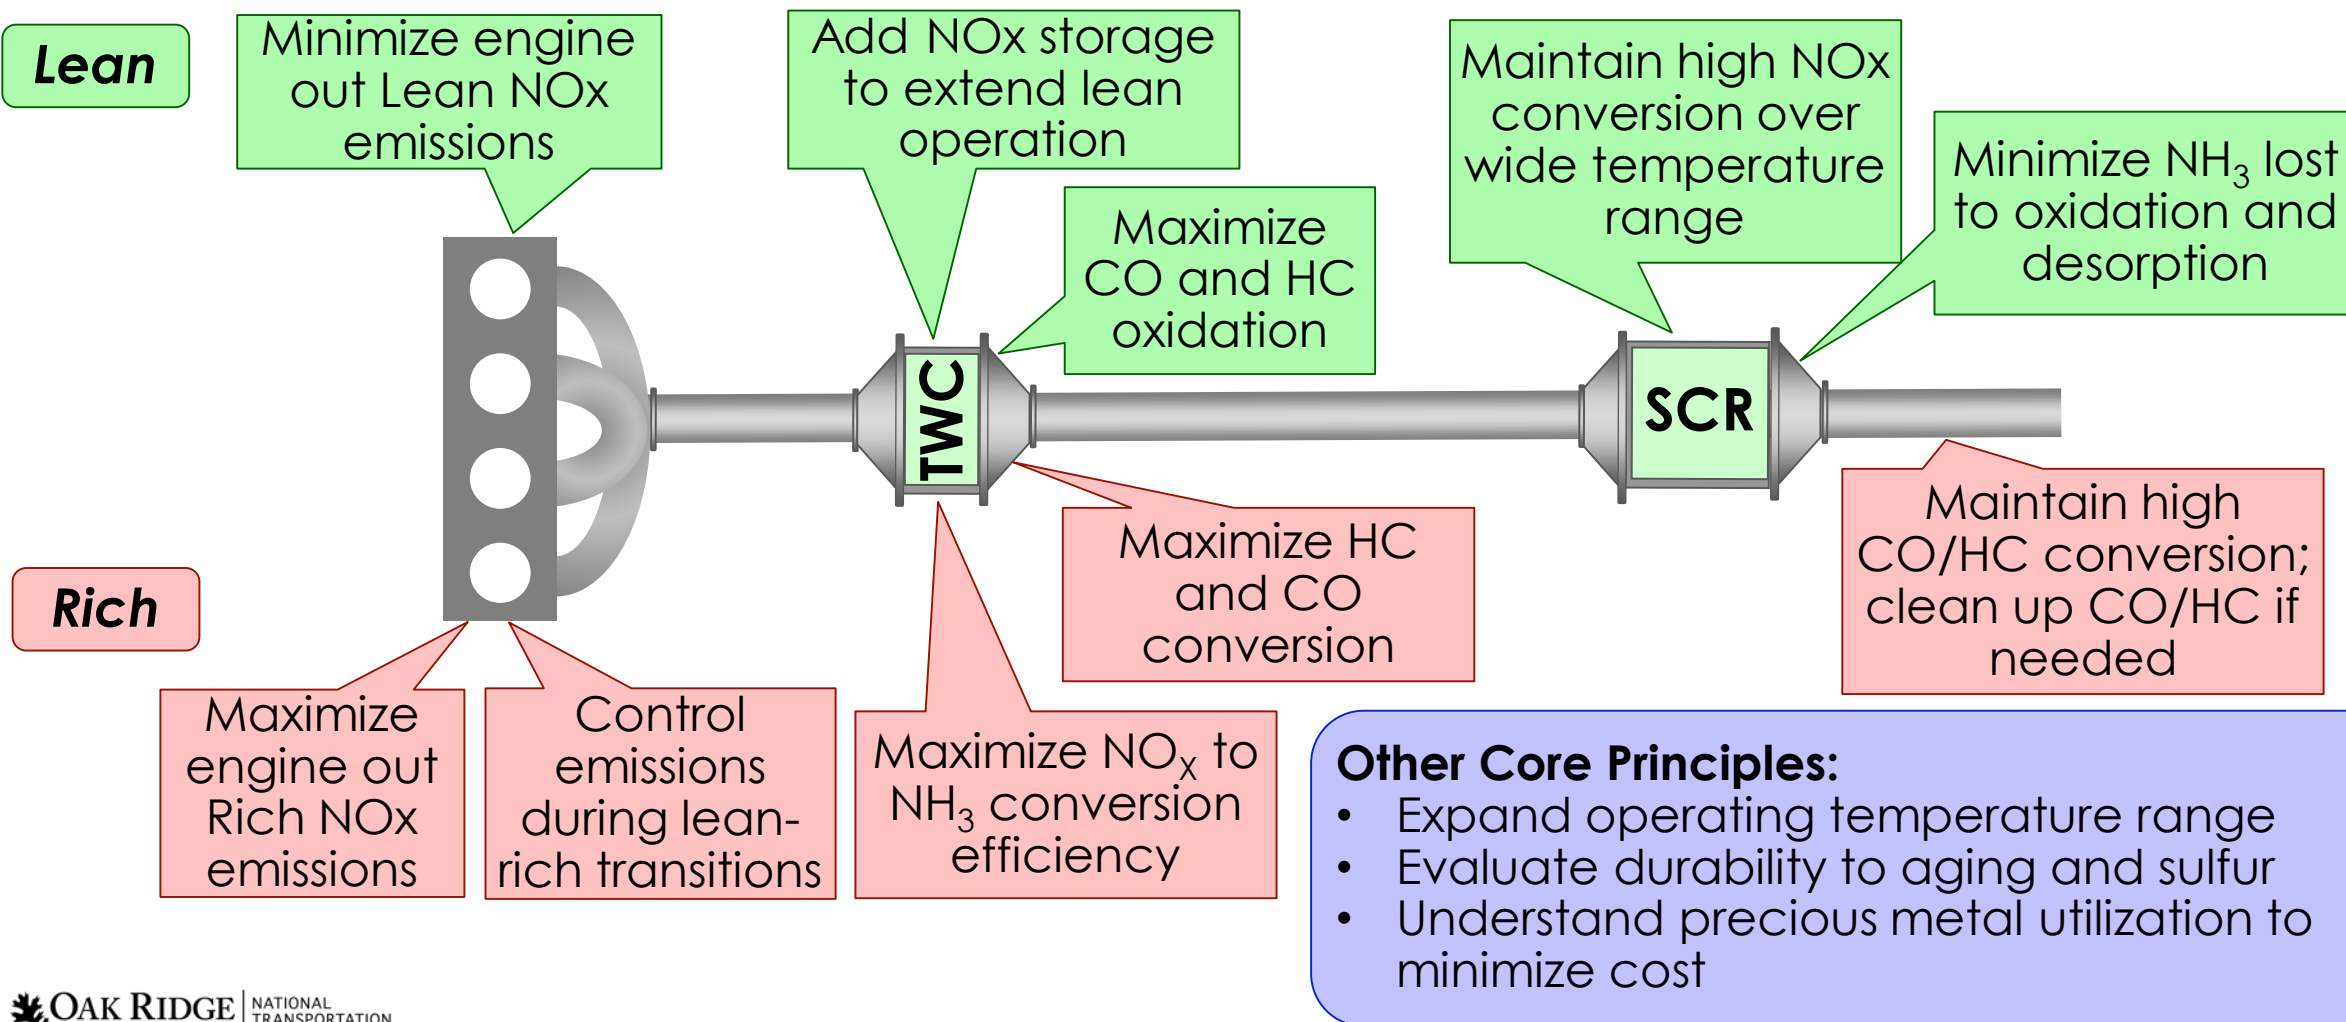 Lean
Minimize engine
out Lean NOx
emissions
Add NOx storage
to extend lean
operation
Maximize
CO and HC
oxidation
Maintain high NOx
conversion over
wide temperature
range
Minimize NH₃ lost
to oxidation and
desorption
TWC
SCR
Rich
Maximize
engine out
Rich NOx
emissions
Control
emissions
during lean-
rich transitions
Maximize NOₓ to
NH₃ conversion
efficiency
Maximize HC
and CO
conversion
Maintain high
CO/HC conversion;
clean up CO/HC if
needed
Other Core Principles:
• Expand operating temperature range
• Evaluate durability to aging and sulfur
• Understand precious metal utilization to
minimize cost
OAK RIDGE
NATIONAL
TRANSPORTATION